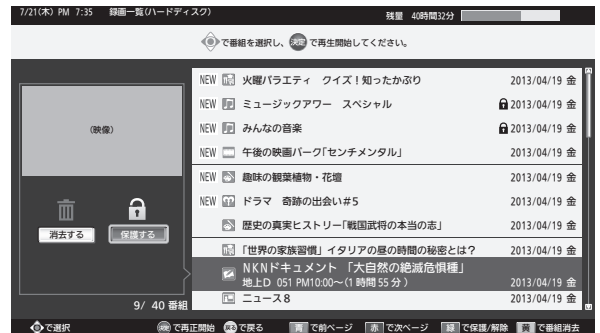 7/21(木) PM 7:35 録画一覧(ハードディスク) 残量 40時間32分
で番組を選択し、決定 で再生開始してください。
NEW 火曜バラエティ クイズ!知ったかぶり 2013/04/19 金
NEW ミュージックアワー スペシャル 2013/04/19 金
NEW みんなの音楽 2013/04/19 金
NEW 午後の映画パーク「センチメンタル」 2013/04/19 金
NEW 趣味の観葉植物・花壇 2013/04/19 金
NEW ドラマ 奇跡の出会い#5 2013/04/19 金
歴史の真実ヒストリー「戦国武将の本当の志」 2013/04/19 金
「世界の家族習慣」イタリアの昼の時間の秘密とは? 2013/04/19 金
NKNドキュメント 「大自然の絶滅危惧種」
地上D 051 PM10:00~(1時間55分) 2013/04/19 金
ニュース8 2013/04/19 金
(映像)
消去する 保護する
9/ 40 番組
で選択 決定 で再正開始 戻る で戻る 青 で前ページ 赤 で次ページ 緑 で保護/解除 黄 で番組消去